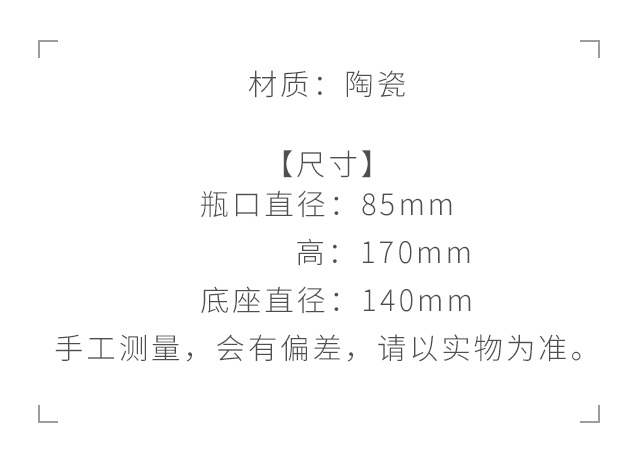 材质：陶瓷
【尺寸】
瓶口直径：85mm
高：170mm
底座直径：140mm
手工测量，会有偏差，请以实物为准。